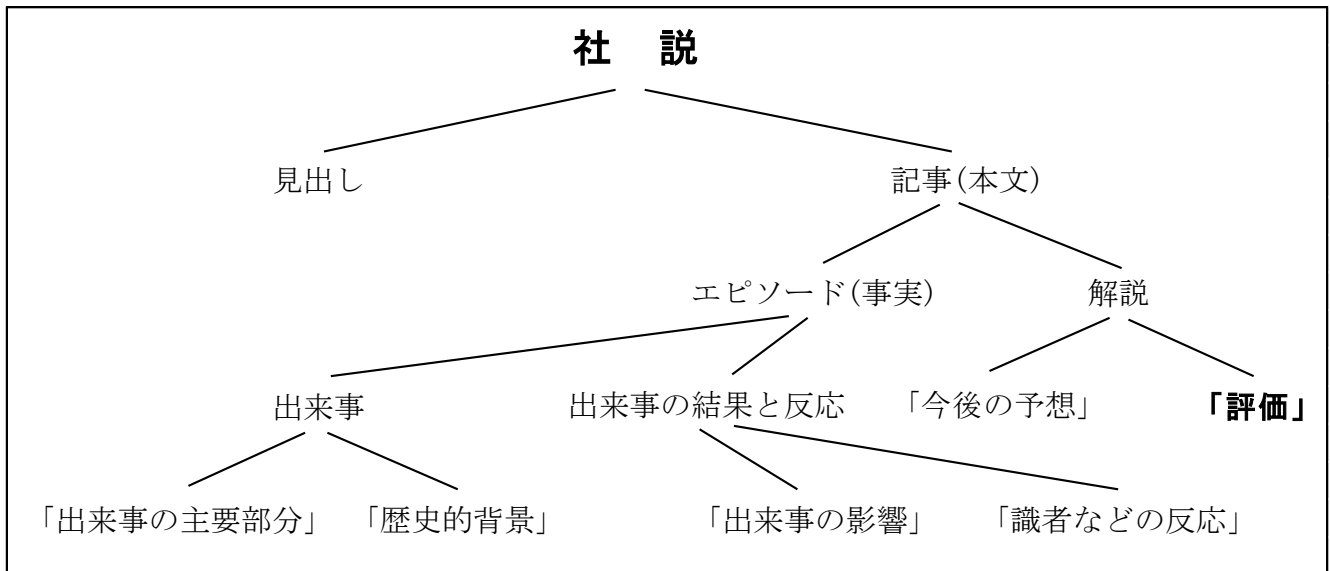 社　説
見出し
記事(本文)
エピソード(事実)
解説
出来事
出来事の結果と反応
「今後の予想」
「評価」
「出来事の主要部分」
「歴史的背景」
「出来事の影響」
「識者などの反応」